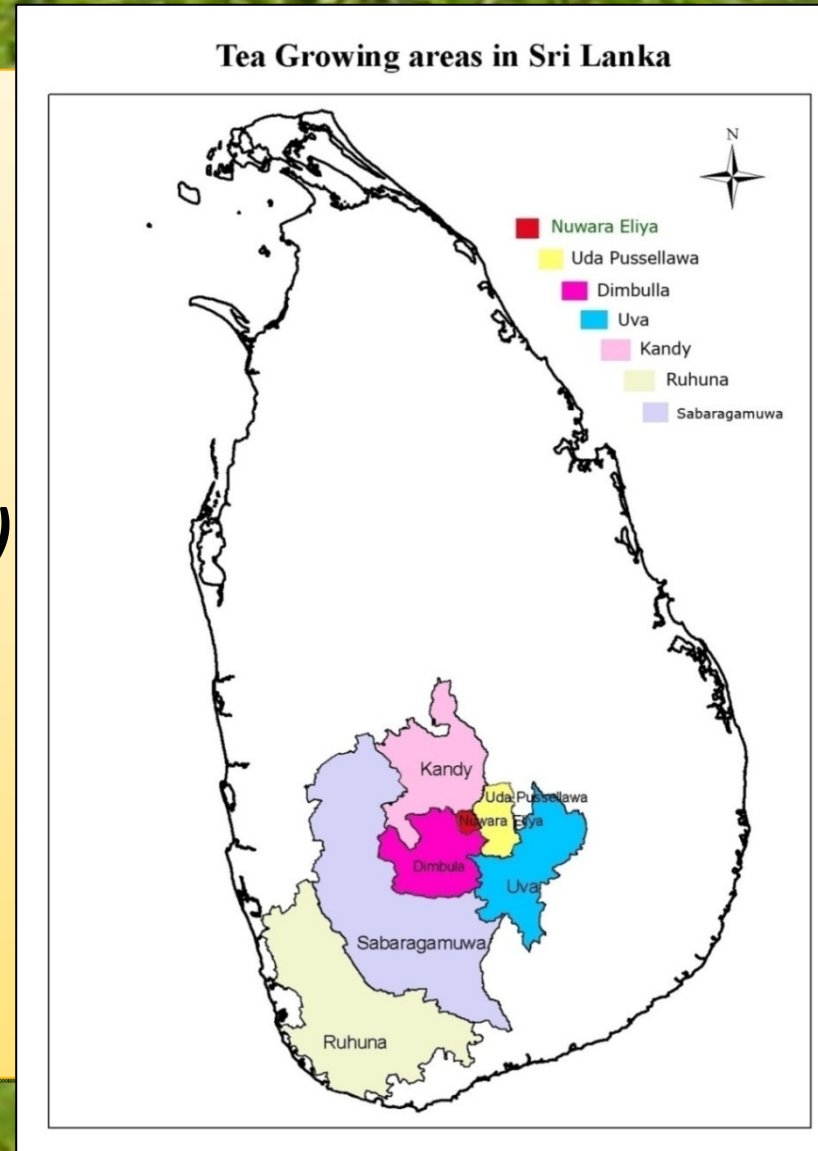 Tea Growing areas in Sri Lanka
N
Nuwara Eliya
Uda Pussellawa
Dimbulla
Uva
Kandy
Ruhuna
Sabaragamuwa
)
Kandy
Uda Pussellawa
Nuwara Eliya
Dimbula
Uva
Sabaragamuwa
Ruhuna